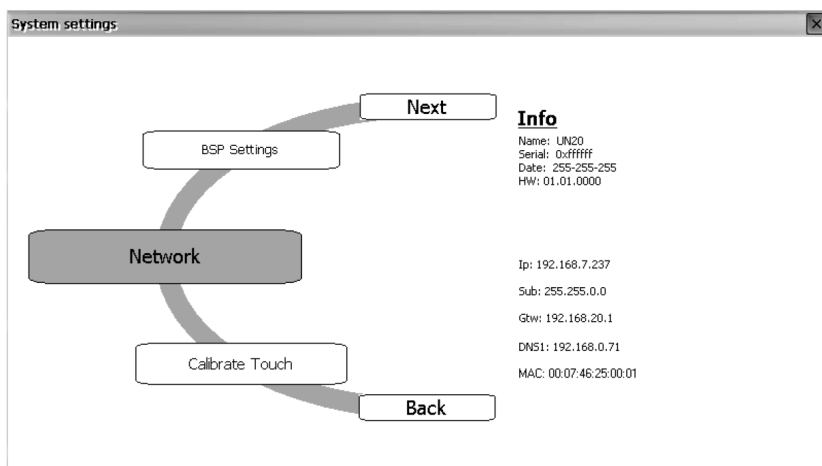 System settings
Next
BSP Settings
Network
Calibrate Touch
Back
Info
Name: UN20
Serial: 0xffffff
Date: 255-255-255
HW: 01.01.0000
Ip: 192.168.7.237
Sub: 255.255.0.0
Gtw: 192.168.20.1
DNS1: 192.168.0.71
MAC: 00:07:46:25:00:01